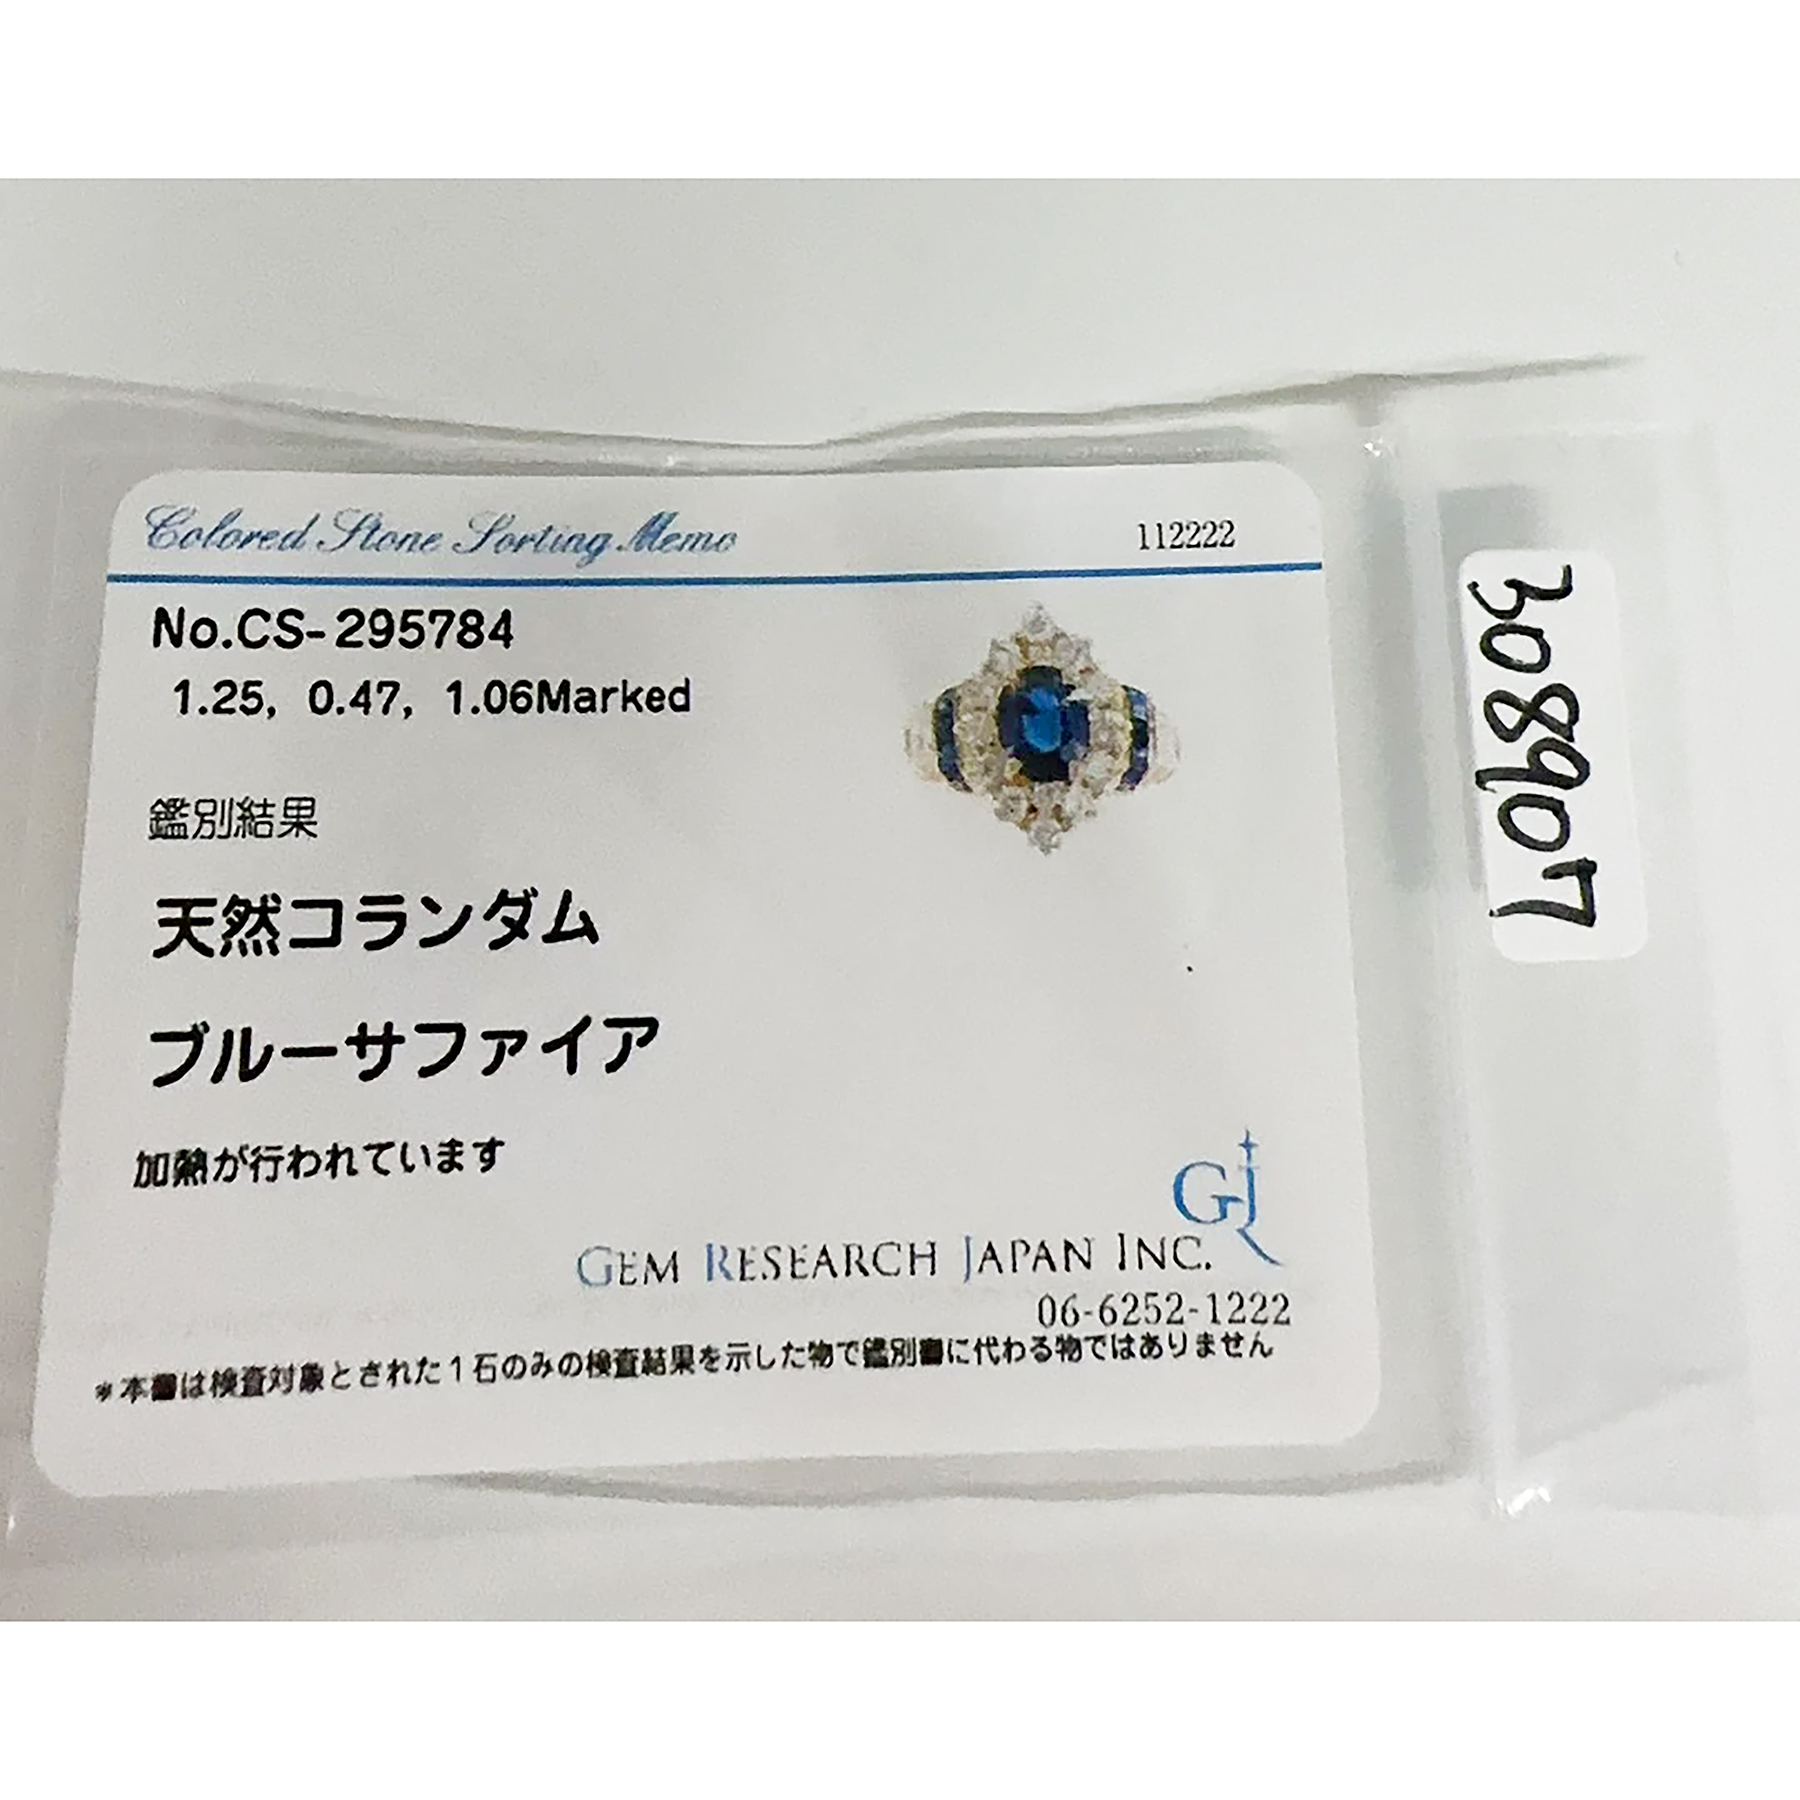 Colored Stone Sorting Memo 112222
No.CS-295784
1.25, 0.47, 1.06Marked
鑑別結果
天然コランダム
ブルーサファイア
加熱が行われています
GJ
GEM RESEARCH JAPAN INC.
06-6252-1222
*本書は検査対象とされた1石のみの検査結果を示した物で鑑別書に代わる物ではありません
308907